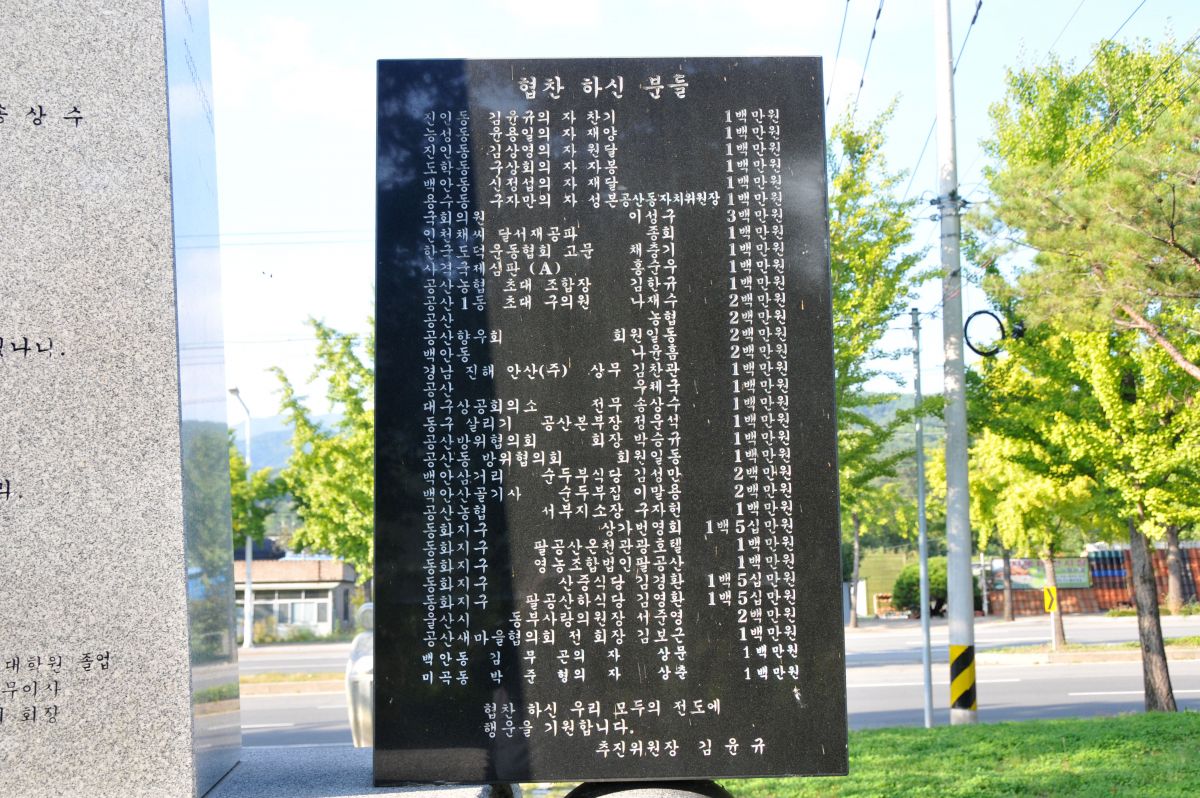 송 상 수
나니.
라.
대학원 졸업
무이사
회장
협찬 하신 분들
진 인 동 김윤규의 자 찬기 1백만원
능 성 동 윤용일의 자 재양 1백만원
진 인 동 김상영의 자 원달 1백만원
도 학 동 구상회의 자 자봉 1백만원
백 안 동 신정섭의 자 재달 1백만원
용 수 동 구자만의 자 성본 공산동자치위원장 1백만원
국회의원 이성구 3백만원
인천채씨 달서재공파 종회 1백만원
한국도덕운동협회 고문 채충기 1백만원
사격국제심판 (A) 홍순우 1백만원
공산농협 초대 조합장 김한규 1백만원
공산1동 초대 구의원 나재수 2백만원
공산 농협 2백만원
공산향우회 회원일동 2백만원
백안동 나윤흠 2백만원
경남 진해 안산(주) 상무 김찬관 1백만원
공산 우체국 1백만원
대구상공회의소 전무 송상수 1백만원
동구 살리기 공산본부장 정운석 1백만원
공산방위협의회 회장 박승규 1백만원
공산동 방위협의회 회원일동 1백만원
백안삼거리 순두부식당 김성만 2백만원
백안산골기사 순두부집 이말용 2백만원
공산농협 서부지소장 구자헌 1백만원
동화지구 상가번영회 1백 5십만원
동화지구 팔공산온천관광호텔 1백만원
동화지구 영농조합법인팔공산 1백만원
동화지구 산중식당 김경환 1백 5십만원
동화지구 팔공산하식당 김영환 1백 5십만원
울산시 동부사랑의원장 서준영 2백만원
공산새마을협의회 전 회장 김보근 1백만원
백안동 김무곤의 자 상문 1백만원
미곡동 박준형의 자 상춘 1백만원
협찬 하신 우리 모두의 전도에
행운을 기원합니다.
추진위원장 김윤규